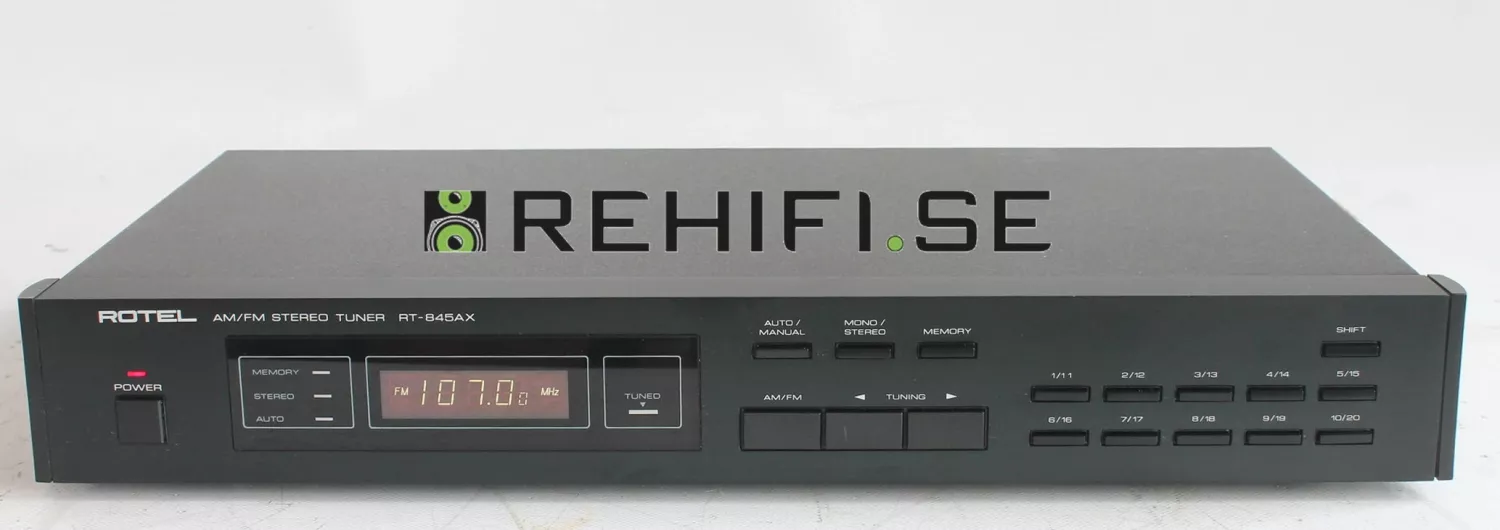 REHIFI.SE
ROTEL AM/FM STEREO TUNER RT-845AX
POWER
MEMORY
STEREO
AUTO
FM 107.00 MHz
TUNED
AUTO /
MANUAL
MONO /
STEREO
MEMORY
AM/FM
◄ TUNING ►
SHIFT
1/11 2/12 3/13 4/14 5/15
6/16 7/17 8/18 9/19 10/20